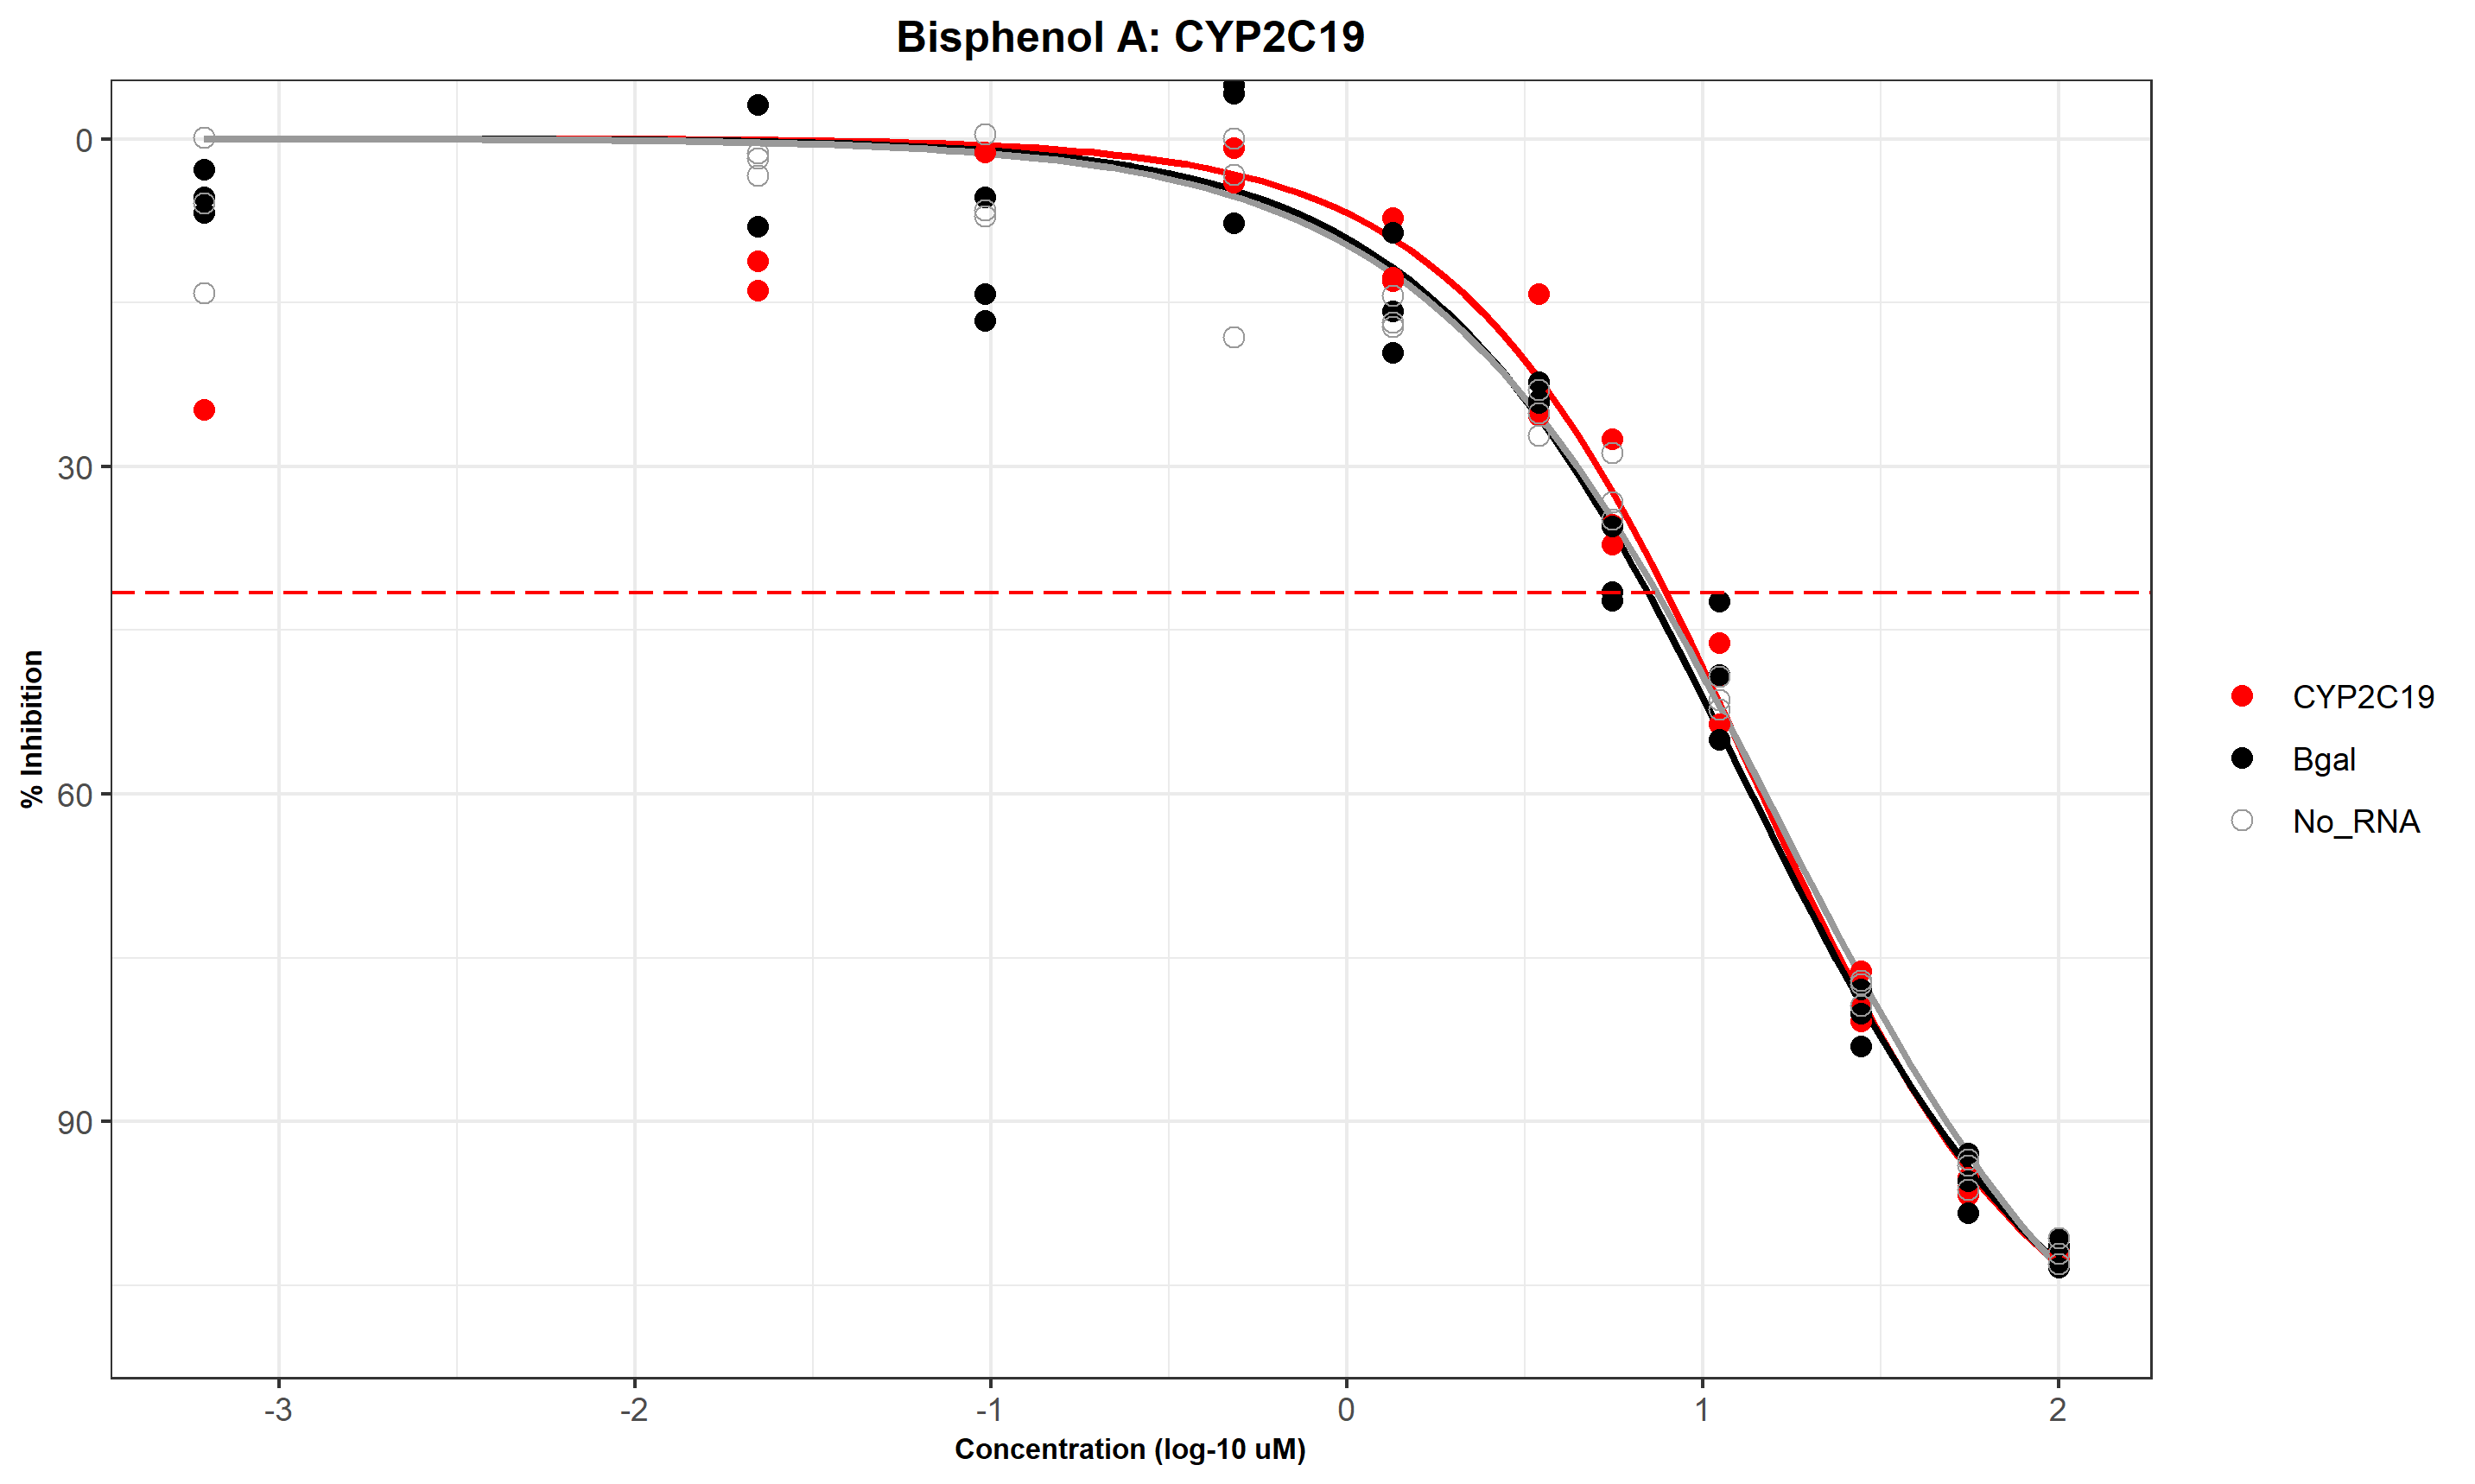 Bisphenol A: CYP2C19
0
30
60
90
% Inhibition
-3 -2 -1 0 1 2
Concentration (log-10 uM)
CYP2C19
Bgal
No_RNA